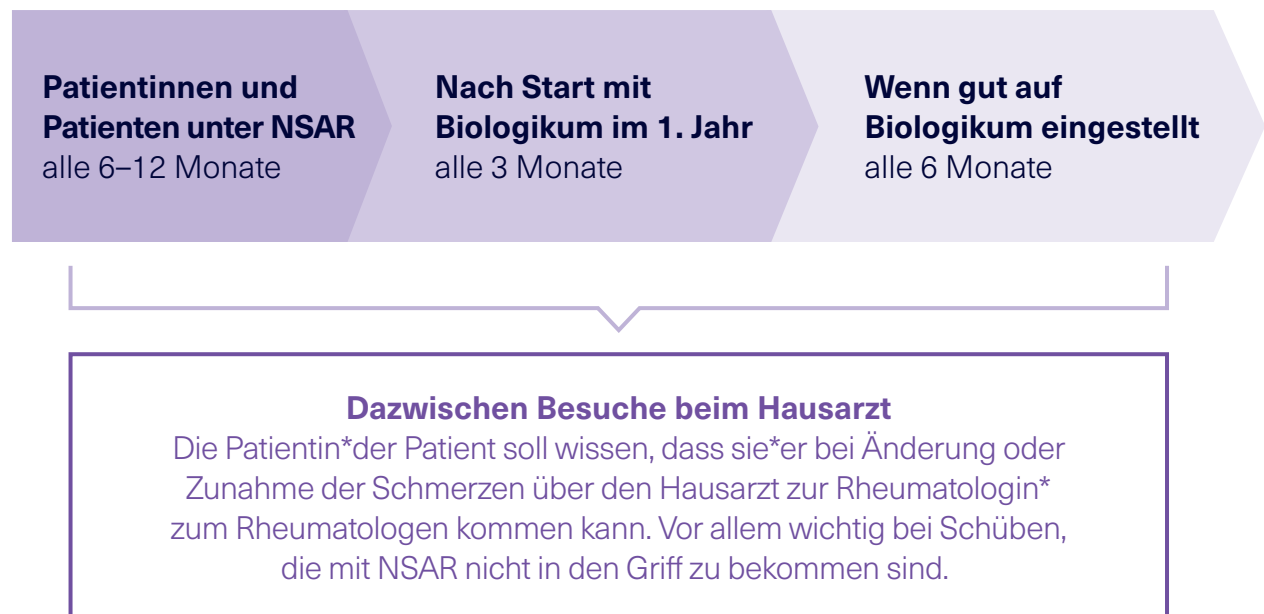 Patientinnen und
Patienten unter NSAR
alle 6–12 Monate
Nach Start mit
Biologikum im 1. Jahr
alle 3 Monate
Wenn gut auf
Biologikum eingestellt
alle 6 Monate
Dazwischen Besuche beim Hausarzt
Die Patientin*der Patient soll wissen, dass sie*er bei Änderung oder
Zunahme der Schmerzen über den Hausarzt zur Rheumatologin*
zum Rheumatologen kommen kann. Vor allem wichtig bei Schüben,
die mit NSAR nicht in den Griff zu bekommen sind.